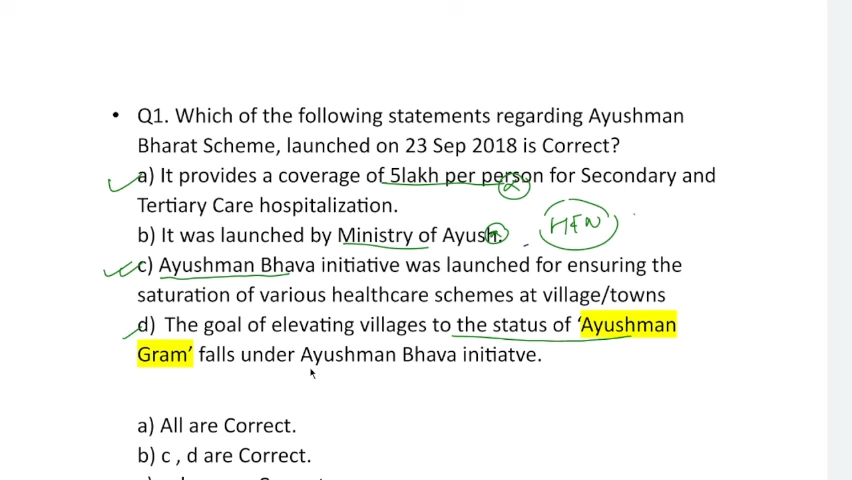 • Q1. Which of the following statements regarding Ayushman
Bharat Scheme, launched on 23 Sep 2018 is Correct?
a) It provides a coverage of 5lakh per person for Secondary and
Tertiary Care hospitalization.
b) It was launched by Ministry of Ayush.
c) Ayushman Bhava initiative was launched for ensuring the
saturation of various healthcare schemes at village/towns
d) The goal of elevating villages to the status of ‘Ayushman
Gram’ falls under Ayushman Bhava initiatve.
a) All are Correct.
b) c , d are Correct.